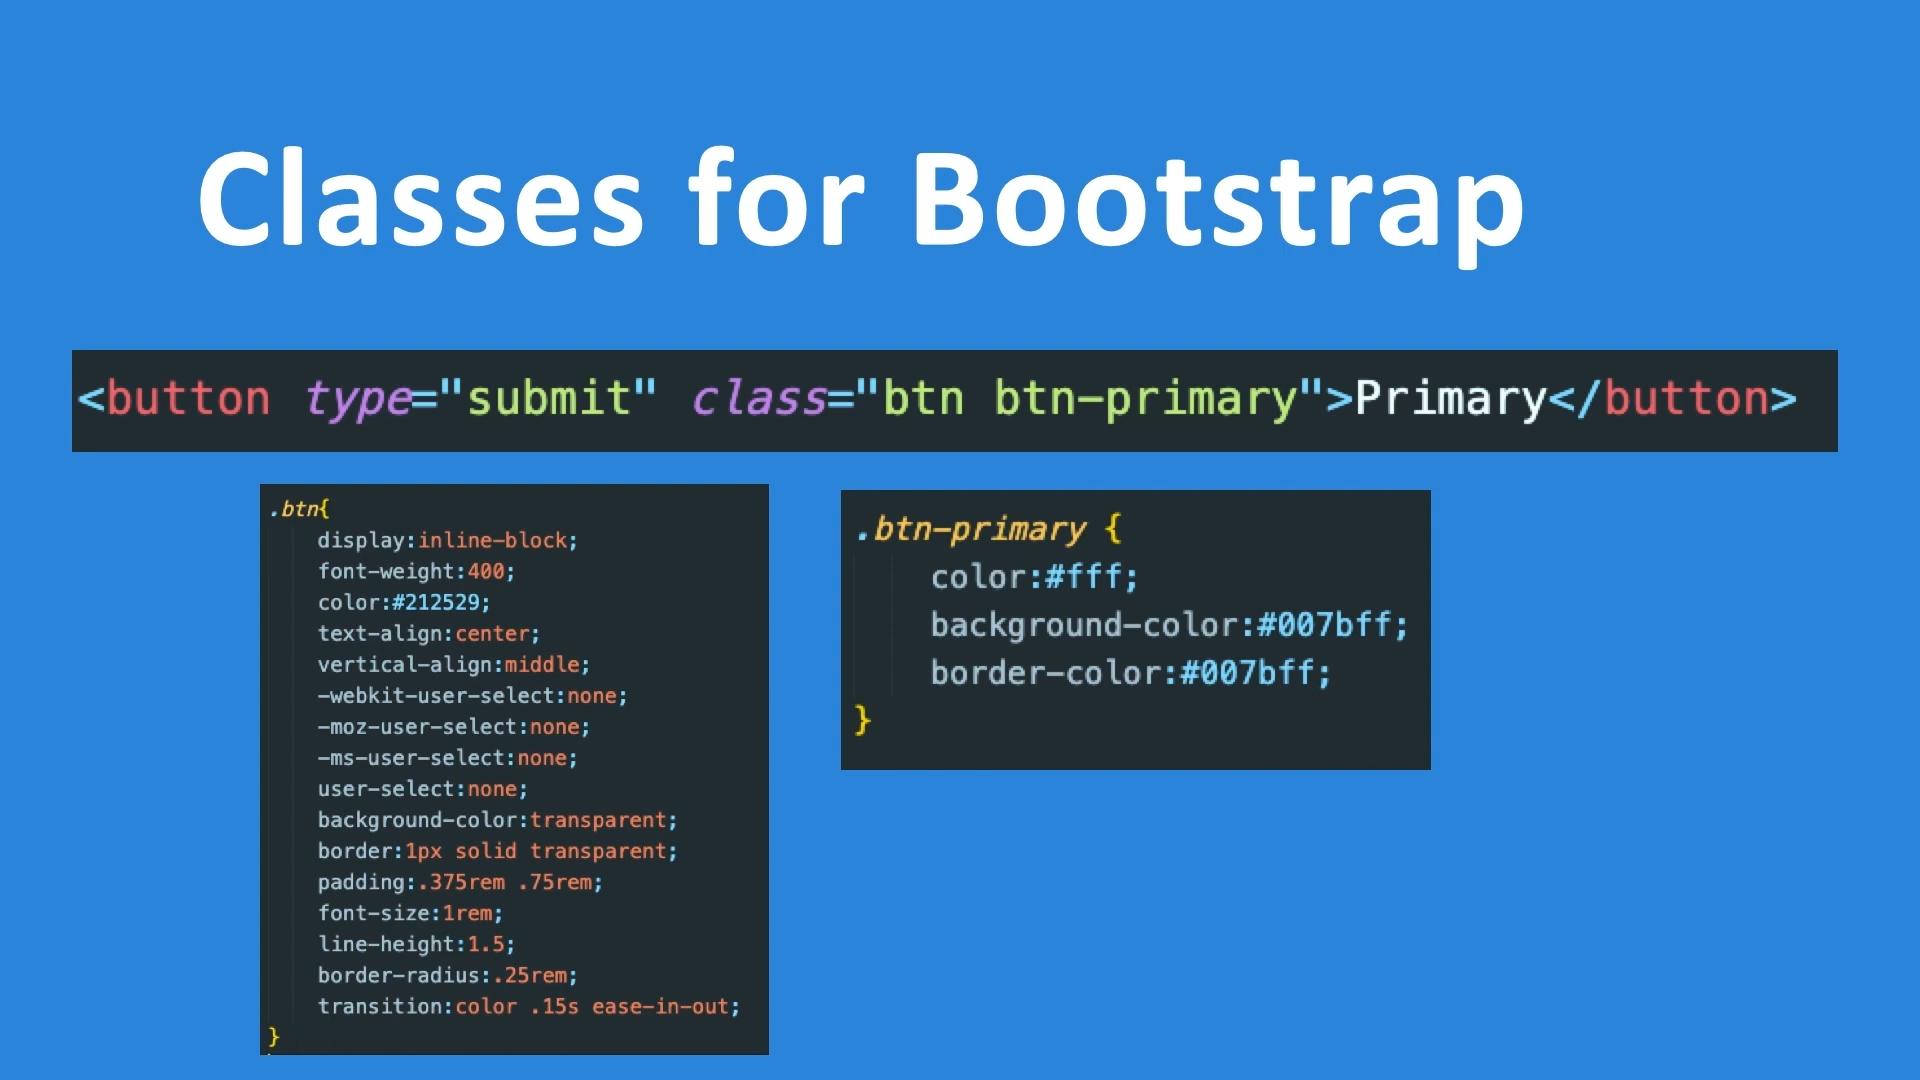 Classes for Bootstrap
<button type="submit" class="btn btn-primary">Primary</button>
.btn{
display:inline-block;
font-weight:400;
color:#212529;
text-align:center;
vertical-align:middle;
-webkit-user-select:none;
-moz-user-select:none;
-ms-user-select:none;
user-select:none;
background-color:transparent;
border:1px solid transparent;
padding:.375rem .75rem;
font-size:1rem;
line-height:1.5;
border-radius:.25rem;
transition:color .15s ease-in-out;
}
.btn-primary {
color:#fff;
background-color:#007bff;
border-color:#007bff;
}